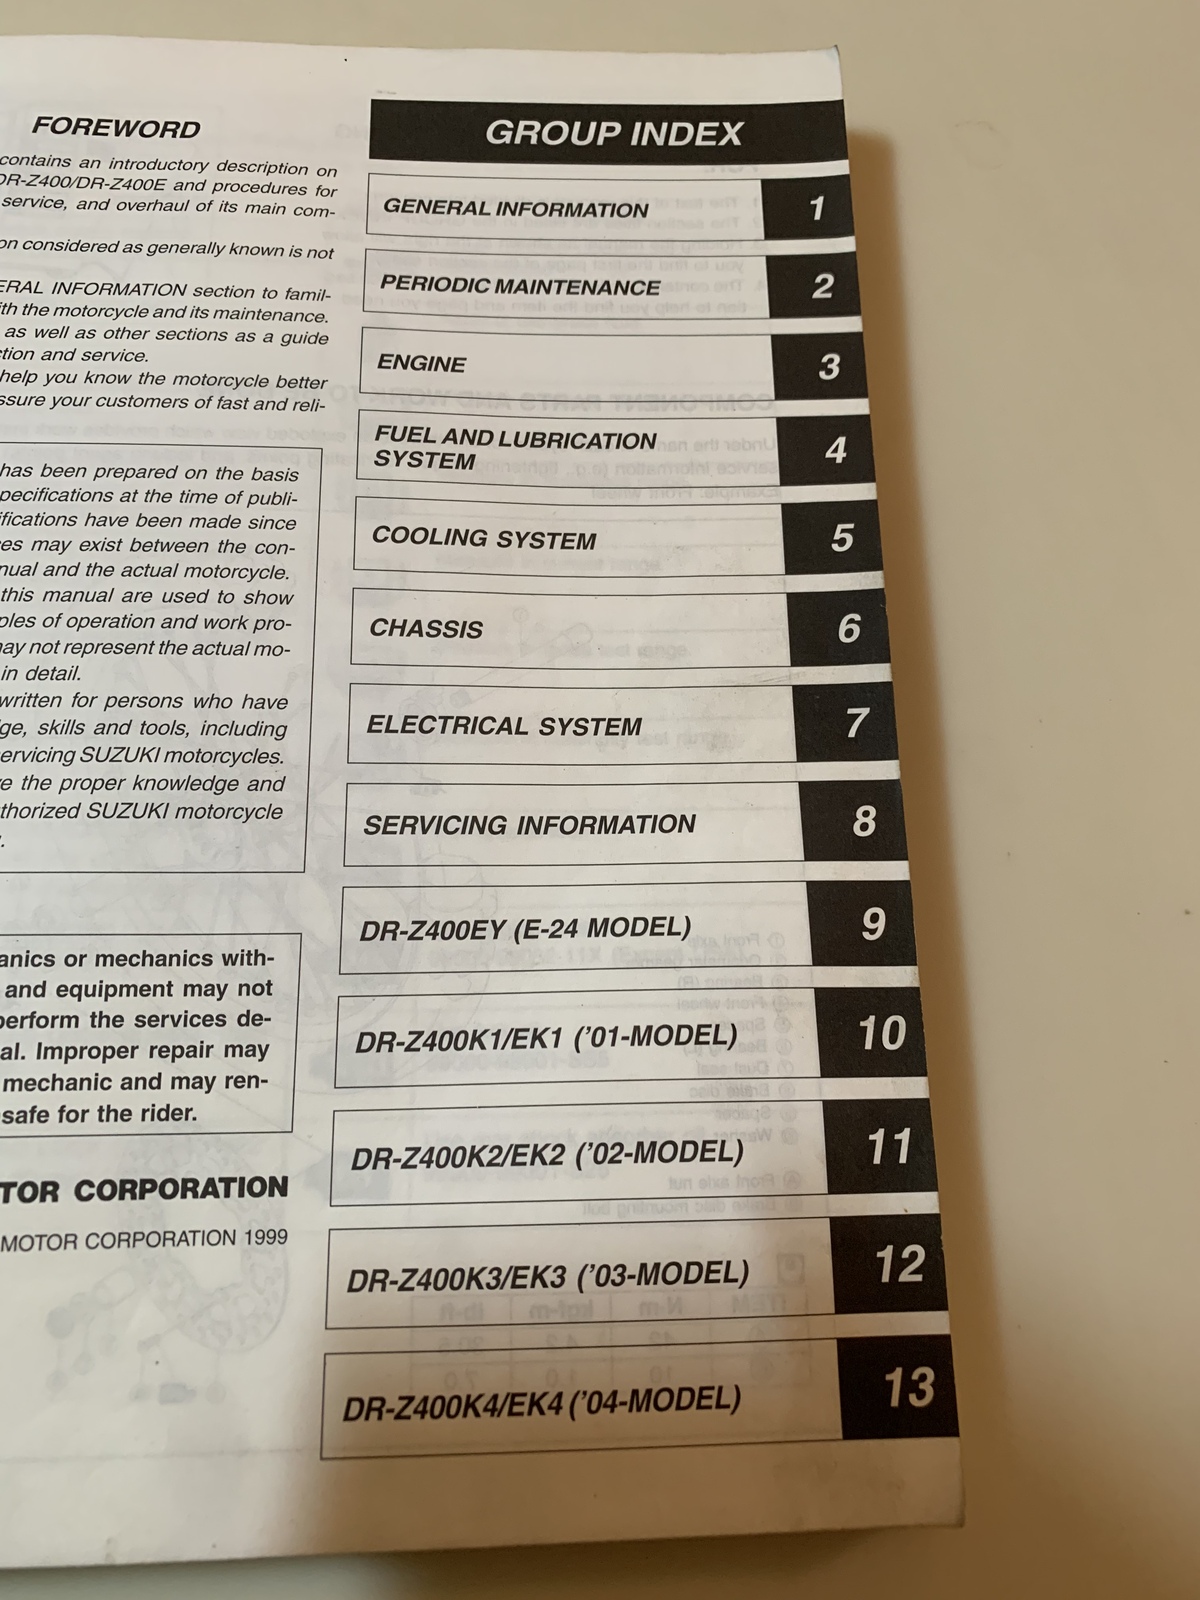 FOREWORD
contains an introductory description on
DR-Z400/DR-Z400E and procedures for
service, and overhaul of its main com-
on considered as generally known is not
ERAL INFORMATION section to famil-
ith the motorcycle and its maintenance.
as well as other sections as a guide
ction and service.
help you know the motorcycle better
ssure your customers of fast and reli-
has been prepared on the basis
pecifications at the time of publi-
ifications have been made since
es may exist between the con-
nual and the actual motorcycle.
this manual are used to show
ples of operation and work pro-
may not represent the actual mo-
in detail.
written for persons who have
ge, skills and tools, including
servicing SUZUKI motorcycles.
e the proper knowledge and
thorized SUZUKI motorcycle
anics or mechanics with-
and equipment may not
perform the services de-
al. Improper repair may
mechanic and may ren-
safe for the rider.
TOR CORPORATION
MOTOR CORPORATION 1999
GROUP INDEX
GENERAL INFORMATION 1
PERIODIC MAINTENANCE 2
ENGINE 3
FUEL AND LUBRICATION
SYSTEM 4
COOLING SYSTEM 5
CHASSIS 6
ELECTRICAL SYSTEM 7
SERVICING INFORMATION 8
DR-Z400EY (E-24 MODEL) 9
DR-Z400K1/EK1 ('01-MODEL) 10
DR-Z400K2/EK2 ('02-MODEL) 11
DR-Z400K3/EK3 ('03-MODEL) 12
DR-Z400K4/EK4 ('04-MODEL) 13